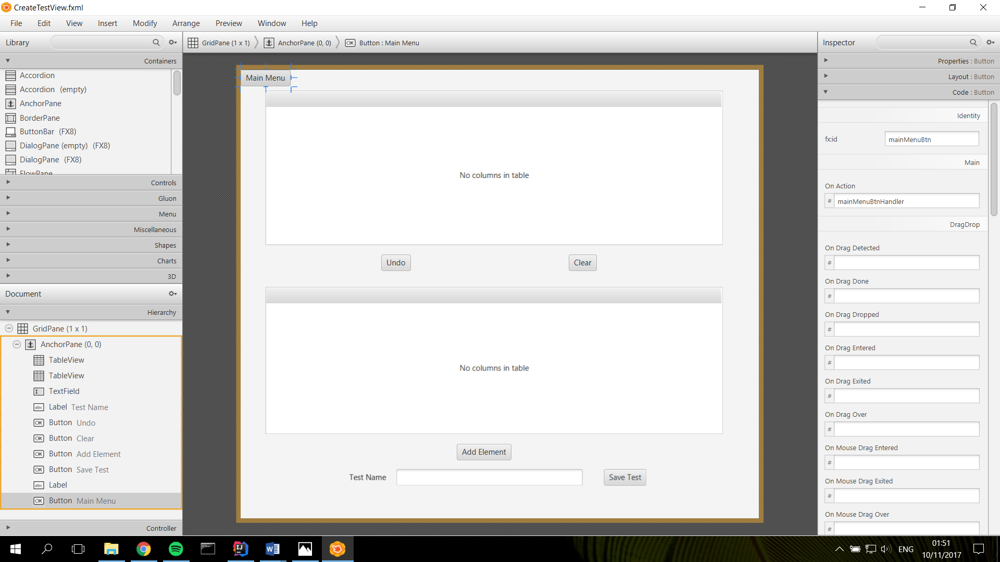 CreateTestView.fxml
File Edit View Insert Modify Arrange Preview Window Help
Library
Containers
Accordion
Accordion (empty)
AnchorPane
BorderPane
ButtonBar (FX8)
DialogPane (empty) (FX8)
DialogPane (FX8)
FlowPane
Controls
Gluon
Menu
Miscellaneous
Shapes
Charts
3D
Document
Hierarchy
GridPane (1 x 1)
AnchorPane (0, 0)
TableView
TableView
TextField
abc Label Test Name
OK Button Undo
OK Button Clear
OK Button Add Element
OK Button Save Test
abc Label
OK Button Main Menu
Controller
GridPane (1 x 1) AnchorPane (0, 0) OK Button : Main Menu
Main Menu
No columns in table
Undo Clear
No columns in table
Add Element
Test Name Save Test
Inspector
Properties : Button
Layout : Button
Code : Button
Identity
fx:id mainMenuBtn
Main
On Action
# mainMenuBtnHandler
DragDrop
On Drag Detected
#
On Drag Done
#
On Drag Dropped
#
On Drag Entered
#
On Drag Exited
#
On Drag Over
#
On Mouse Drag Entered
#
On Mouse Drag Exited
#
On Mouse Drag Over
#
ENG
01:51
10/11/2017